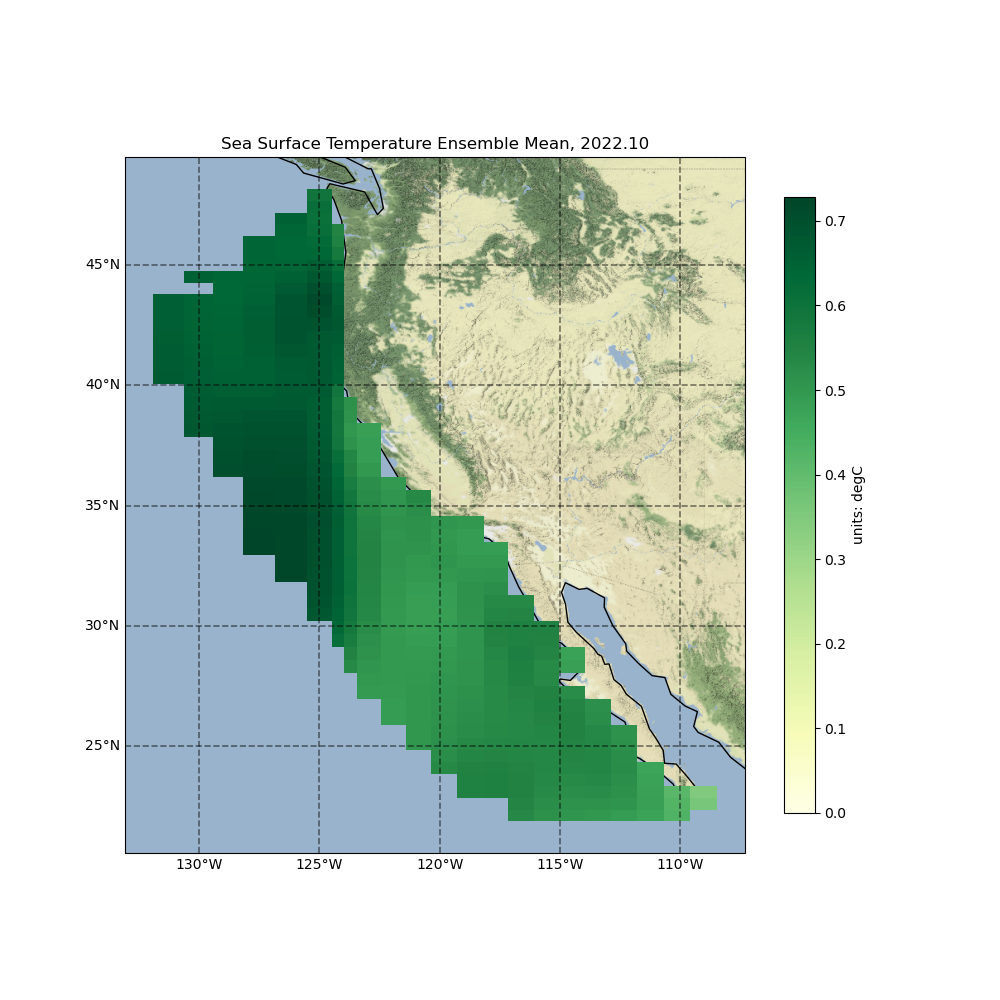 Sea Surface Temperature Ensemble Mean, 2022.10
45°N
40°N
35°N
30°N
25°N
130°W
125°W
120°W
115°W
110°W
0.7
0.6
0.5
0.4
0.3
0.2
0.1
0.0
units: degC